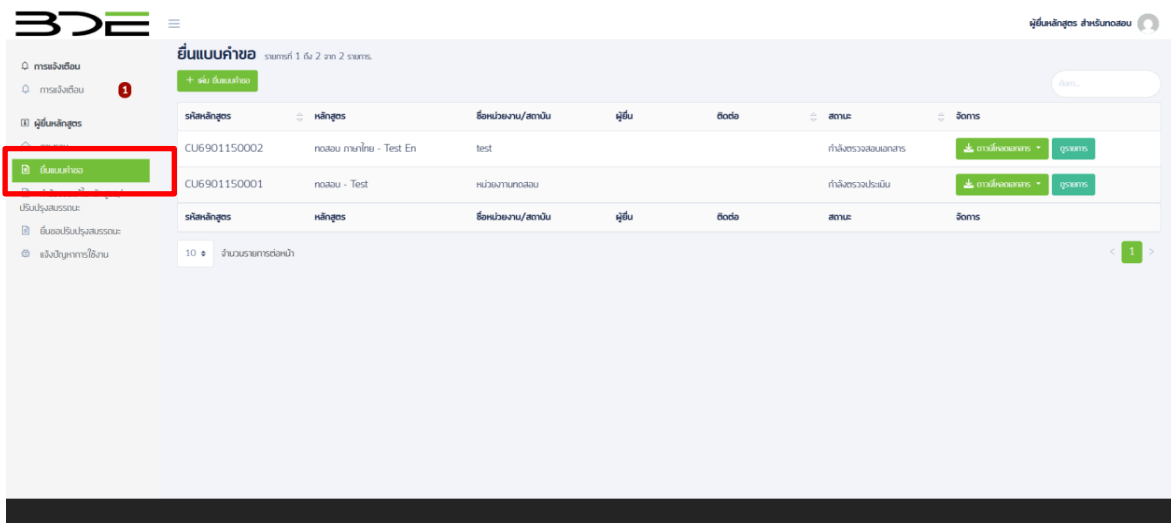 BDE
ผู้ยื่นหลักสูตร สำหรับทดสอบ
การแจ้งเตือน
การแจ้งเตือน 1
ผู้ยื่นหลักสูตร
ยื่นแบบคำขอ
ปรับปรุงสมรรถนะ
ยื่นขอปรับปรุงสมรรถนะ
แจ้งปัญหาการใช้งาน
ยื่นแบบคำขอ รายการที่ 1 ถึง 2 จาก 2 รายการ.
+ เพิ่ม ยื่นแบบคำขอ
ค้นหา...
รหัสหลักสูตร หลักสูตร ชื่อหน่วยงาน/สถาบัน ผู้ยื่น ติดต่อ สถานะ จัดการ
CU6901150002 ทดสอบ ภาษาไทย - Test En test กำลังตรวจสอบเอกสาร ดาวน์โหลดเอกสาร ดูรายการ
CU6901150001 ทดสอบ - Test หน่วยงานทดสอบ กำลังตรวจประเมิน ดาวน์โหลดเอกสาร ดูรายการ
รหัสหลักสูตร หลักสูตร ชื่อหน่วยงาน/สถาบัน ผู้ยื่น ติดต่อ สถานะ จัดการ
10 จำนวนรายการต่อหน้า
< 1 >